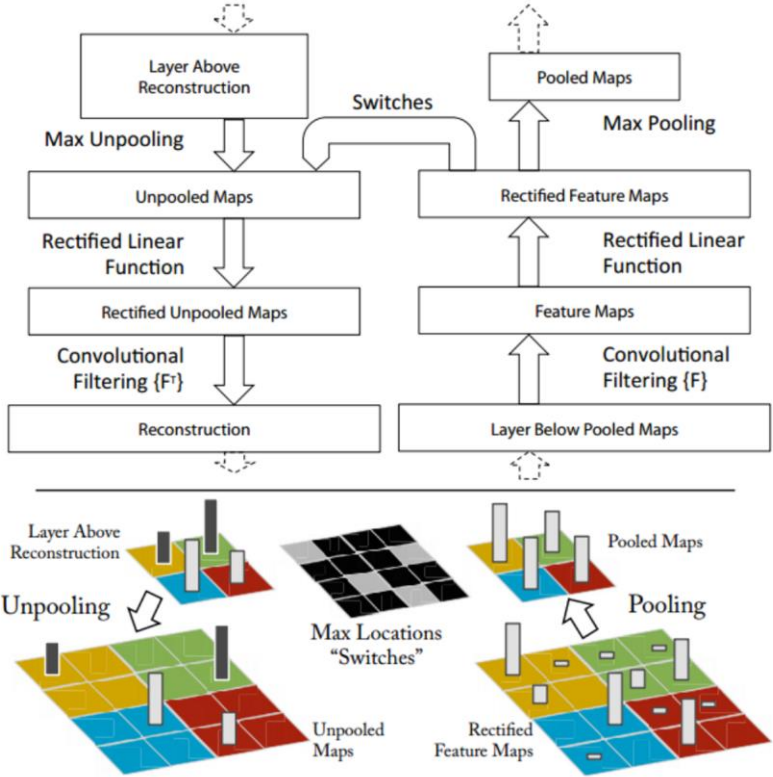 Layer Above
Reconstruction
Pooled Maps
Switches
Max Unpooling
Max Pooling
Unpooled Maps
Rectified Feature Maps
Rectified Linear
Function
Rectified Linear
Function
Rectified Unpooled Maps
Feature Maps
Convolutional
Filtering {Fᵀ}
Convolutional
Filtering {F}
Reconstruction
Layer Below Pooled Maps
Layer Above
Reconstruction
Pooled Maps
Unpooling
Max Locations
“Switches”
Pooling
Unpooled
Maps
Rectified
Feature Maps